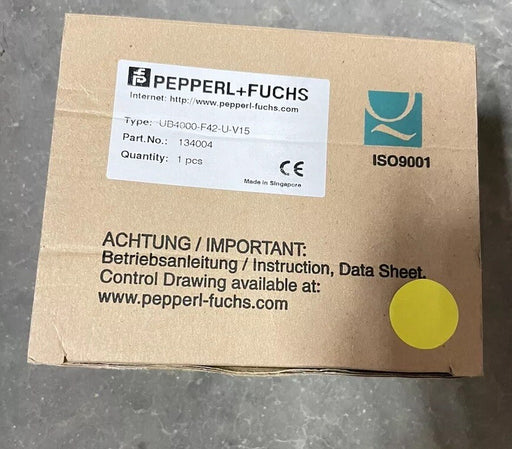 PEPPERL+FUCHS
Internet: http://www.pepperl-fuchs.com
Type: UB4000-F42-U-V15
Part.No.: 134004
Quantity: 1 pcs
CE
Made in Singapore
ISO9001
ACHTUNG / IMPORTANT:
Betriebsanleitung / Instruction, Data Sheet.
Control Drawing available at:
www.pepperl-fuchs.com